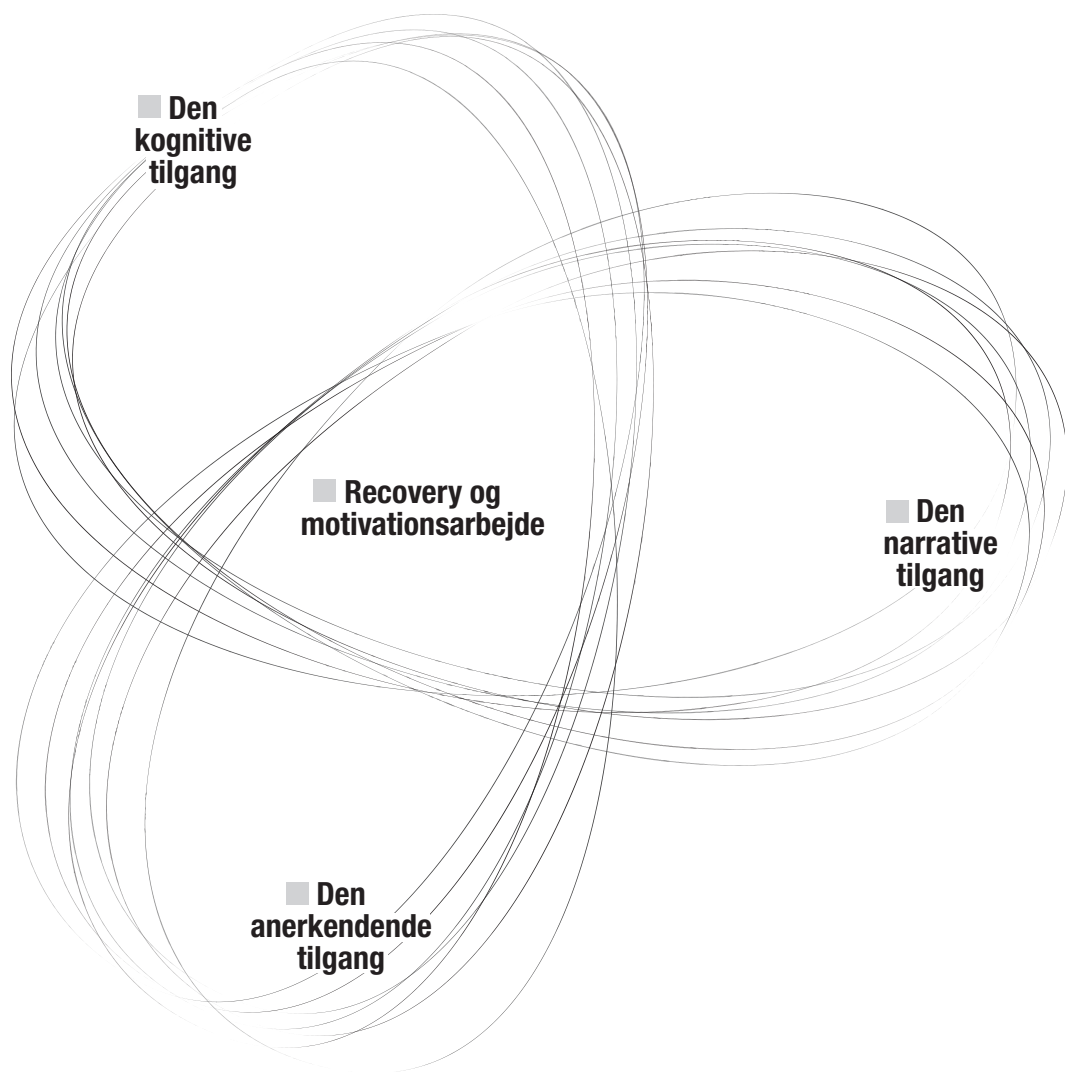 Den
kognitive
tilgang
Recovery og
motivationsarbejde
Den
narrative
tilgang
Den
anerkendende
tilgang